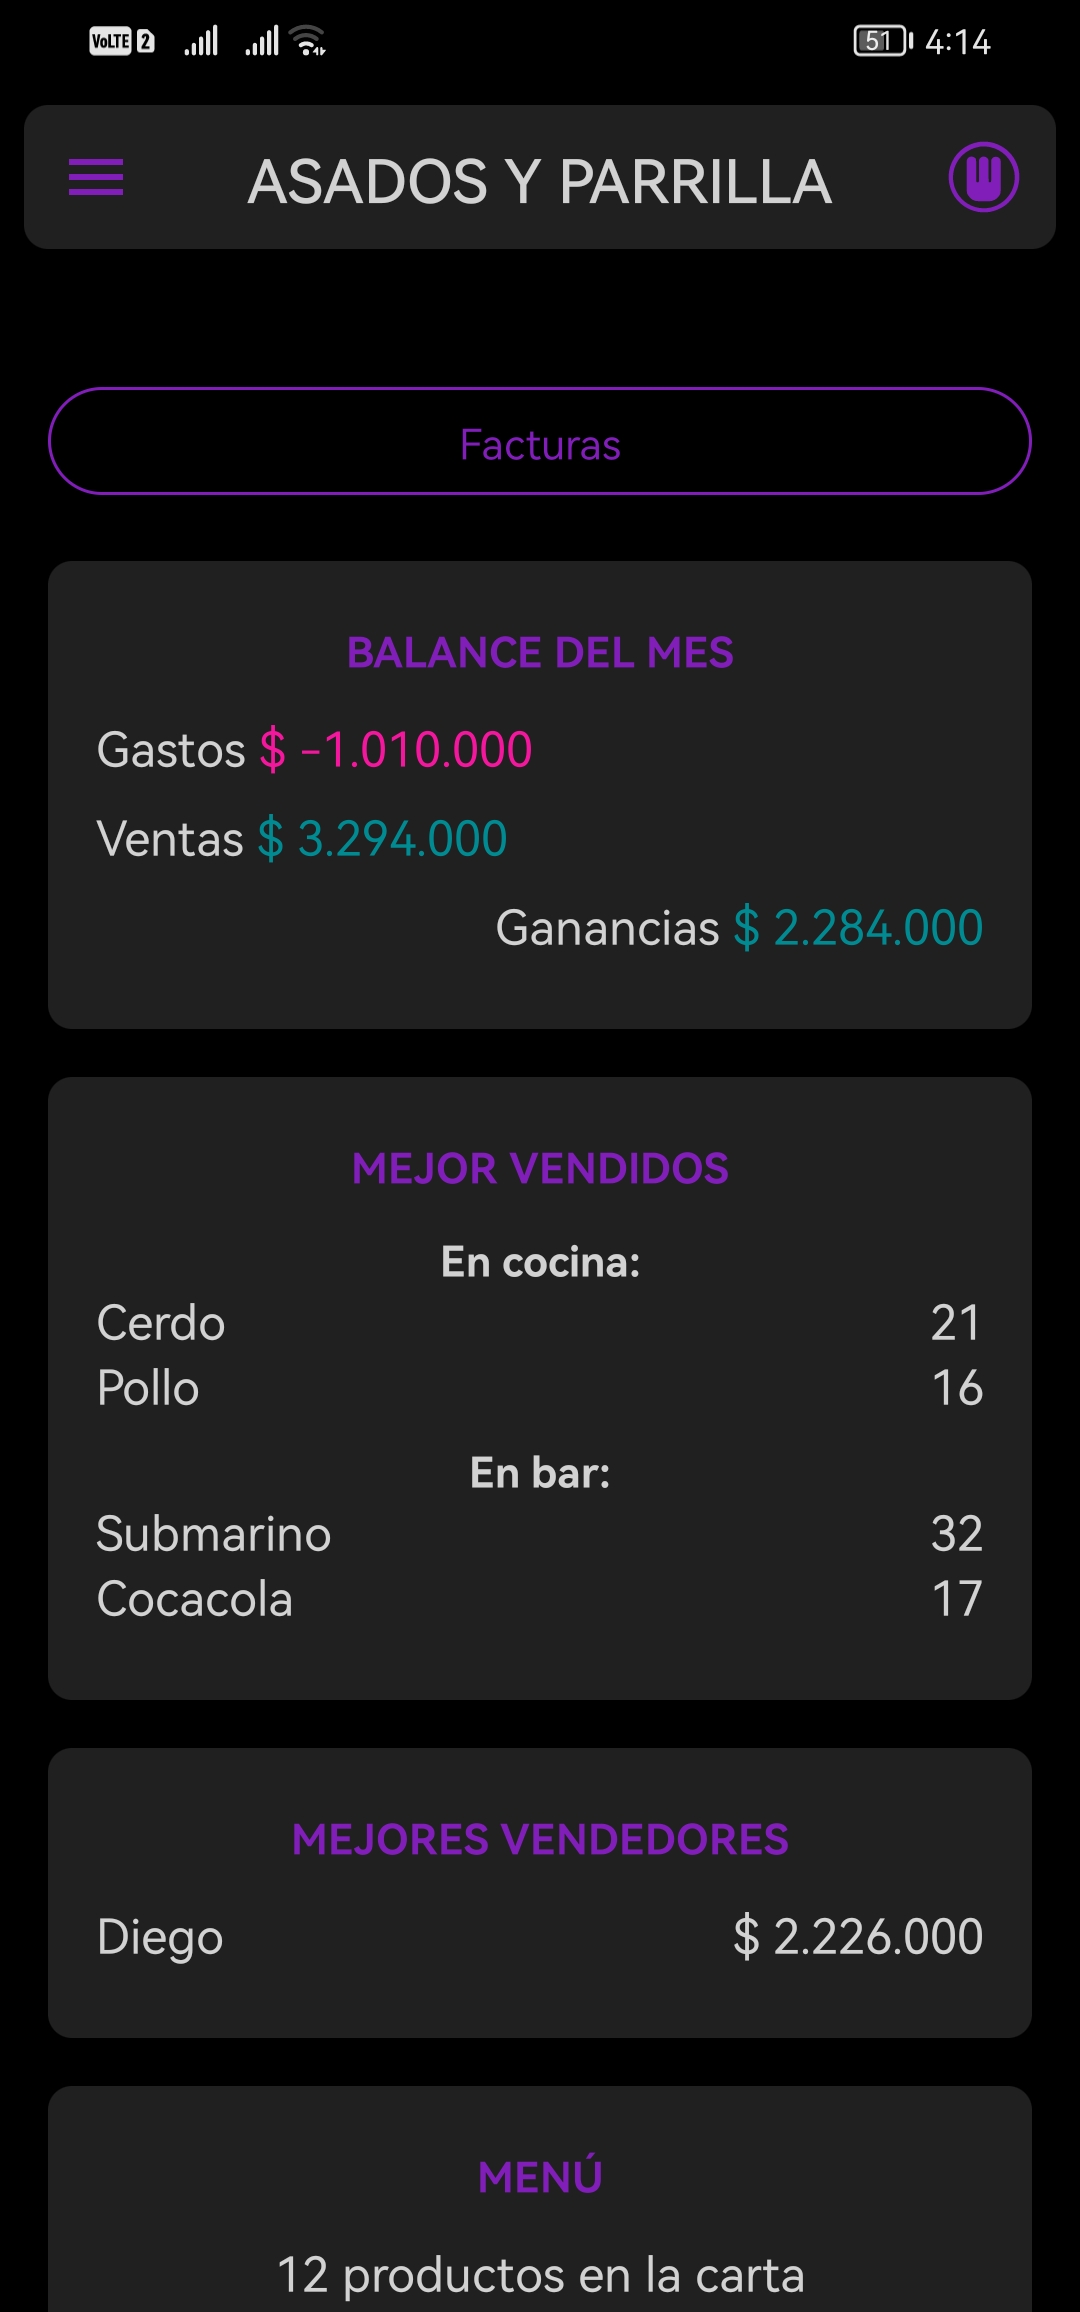 VoLTE 2 51 4:14
ASADOS Y PARRILLA
Facturas
BALANCE DEL MES
Gastos $ -1.010.000
Ventas $ 3.294.000
Ganancias $ 2.284.000
MEJOR VENDIDOS
En cocina:
Cerdo 21
Pollo 16
En bar:
Submarino 32
Cocacola 17
MEJORES VENDEDORES
Diego $ 2.226.000
MENÚ
12 productos en la carta